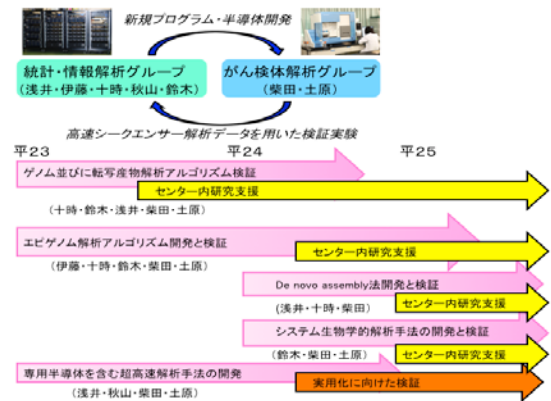 新規プログラム・半導体開発
統計・情報解析グループ
（浅井・伊藤・十時・秋山・鈴木）
がん検体解析グループ
（柴田・土原）
高速シークエンサー解析データを用いた検証実験
平23
平24
平25
ゲノム並びに転写産物解析アルゴリズム検証
センター内研究支援
（十時・鈴木・浅井・柴田・土原）
エピゲノム解析アルゴリズム開発と検証
センター内研究支援
（伊藤・十時・鈴木・柴田・土原）
De novo assembly法開発と検証
(浅井・十時・柴田)
センター内研究支援
システム生物学的解析手法の開発と検証
（鈴木・柴田・土原）
センター内研究支援
専用半導体を含む超高速解析手法の開発
実用化に向けた検証
（浅井・秋山・柴田・土原）